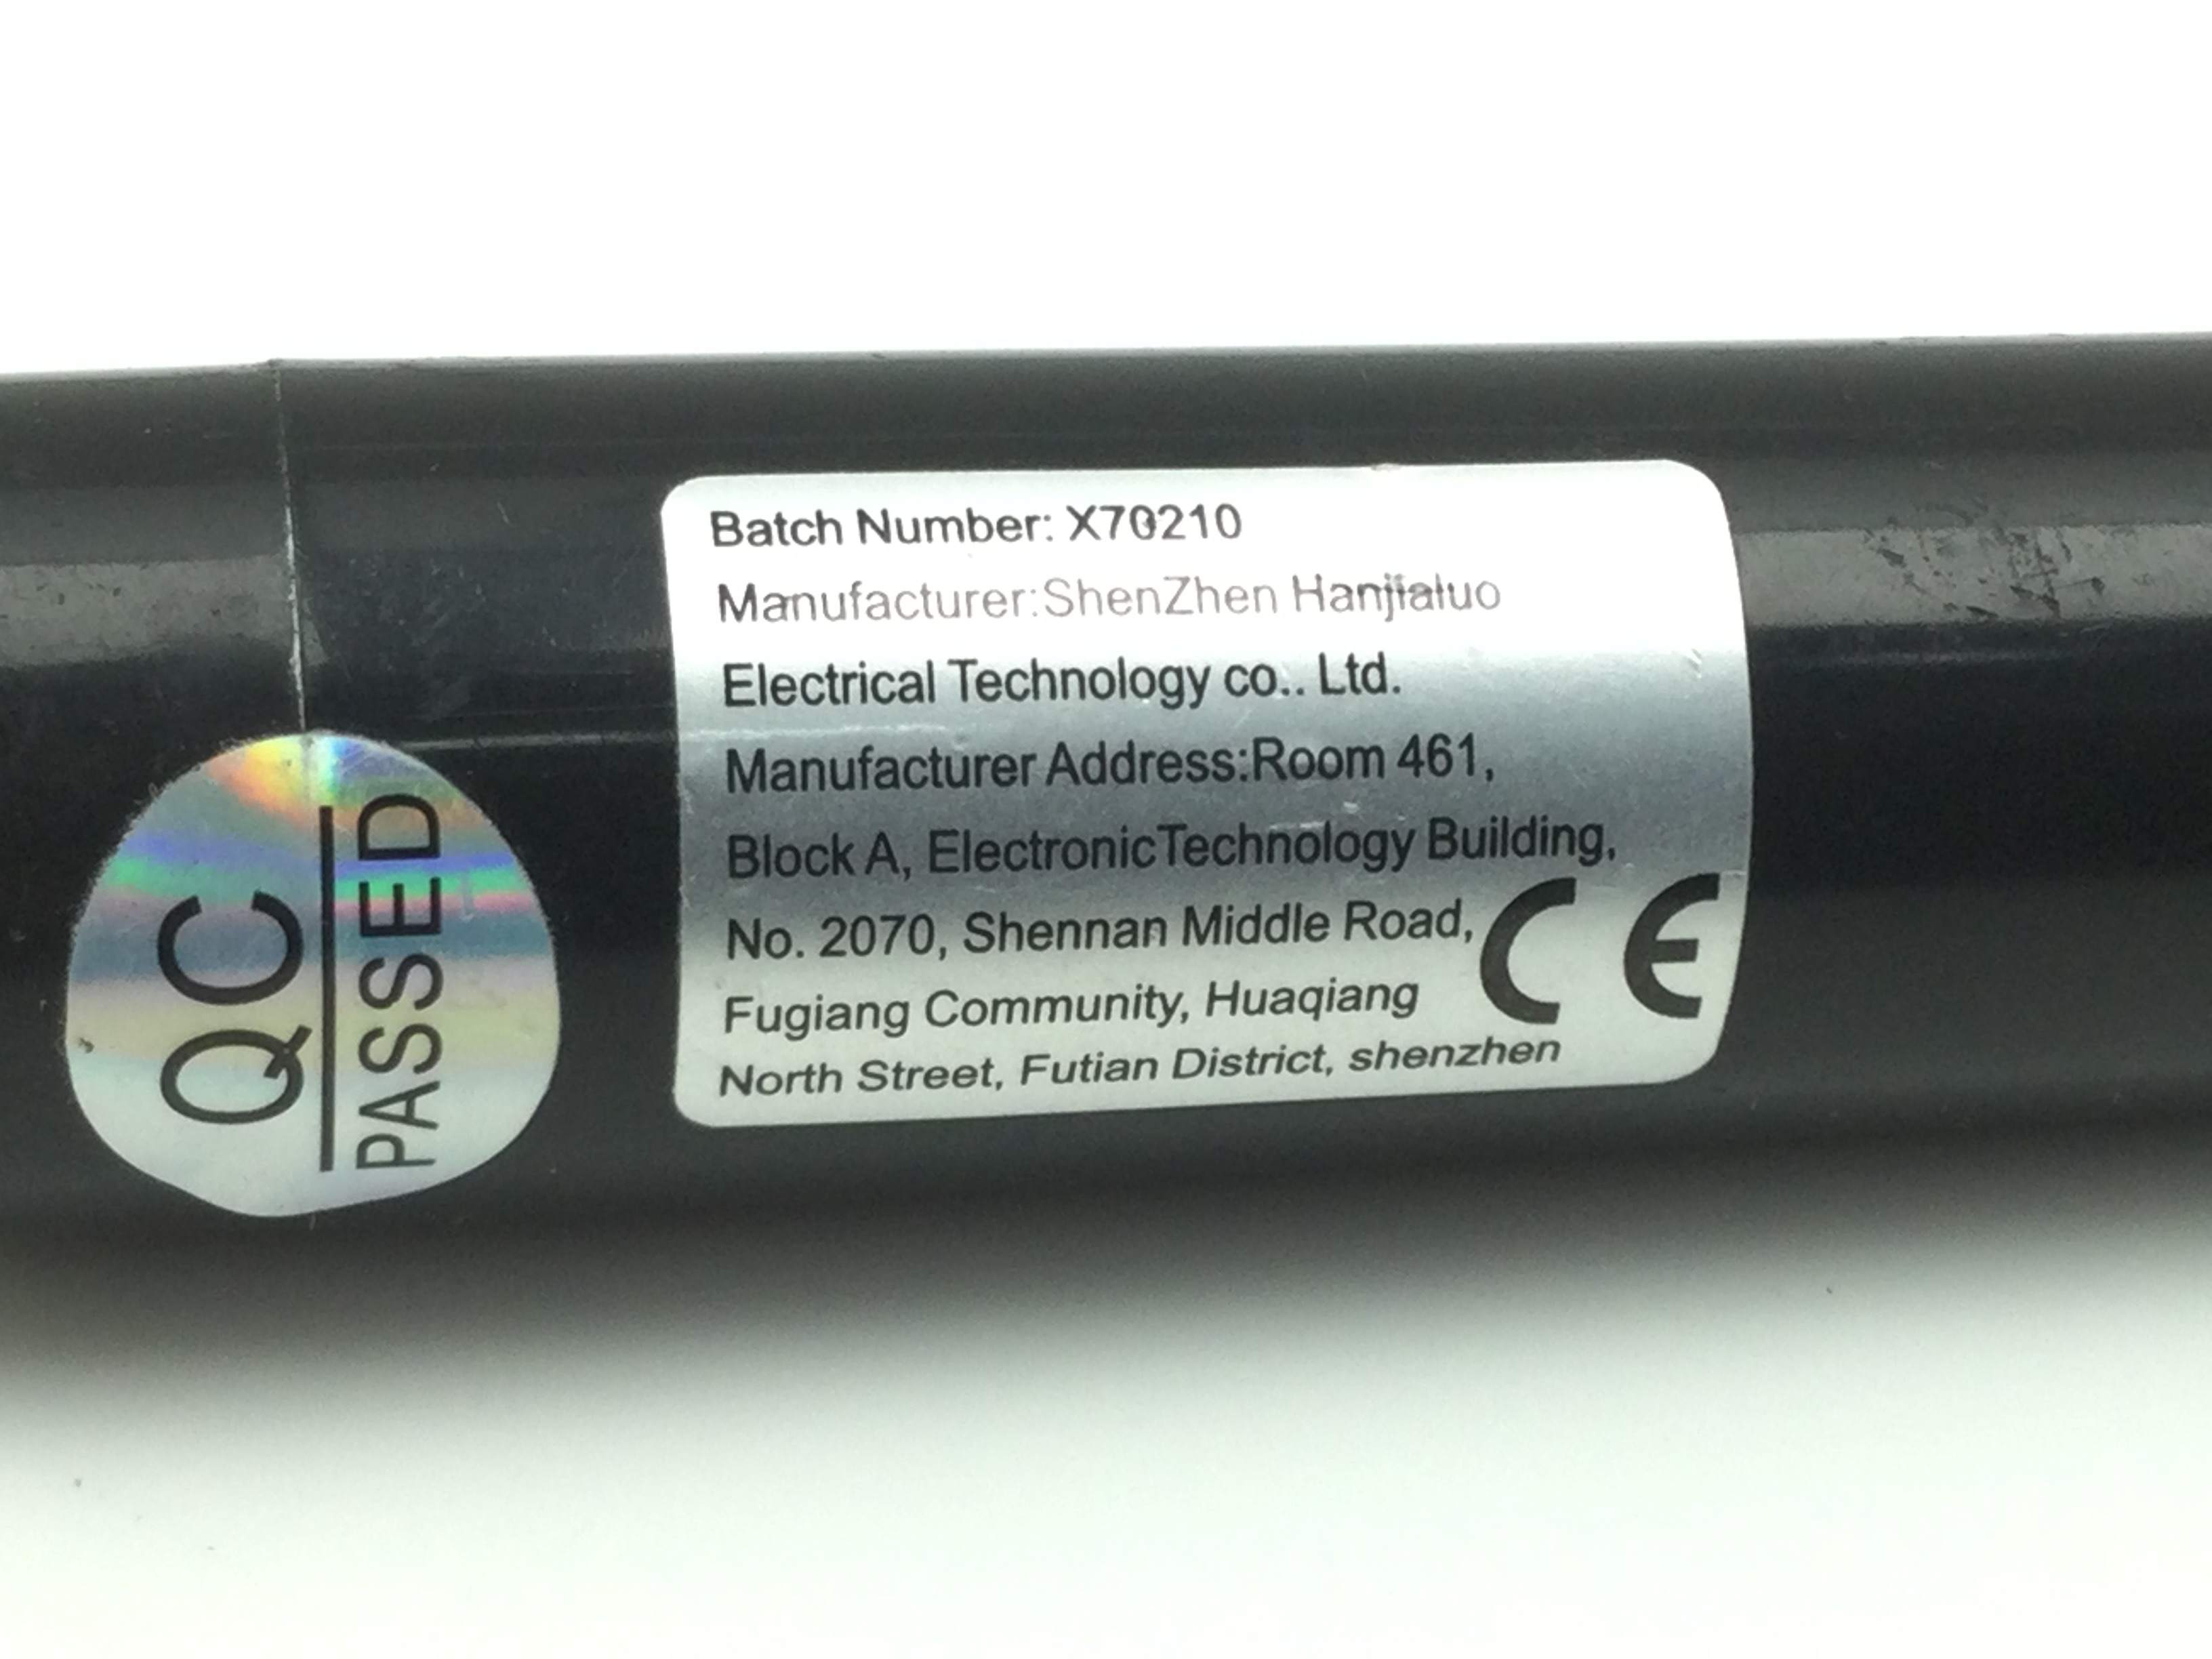 Batch Number: X70210
Manufacturer:ShenZhen Hanjialuo
Electrical Technology co.. Ltd.
Manufacturer Address:Room 461,
Block A, ElectronicTechnology Building,
No. 2070, Shennan Middle Road,
Fugiang Community, Huaqiang
North Street, Futian District, shenzhen
CE
QC
PASSED